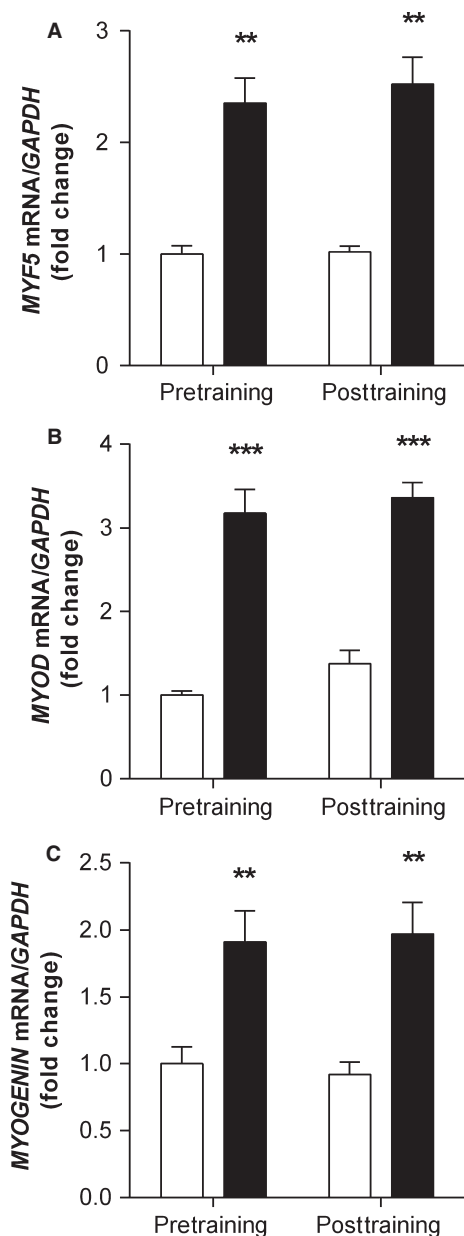 A
MYF5 mRNA/GAPDH
(fold change)
3
2
1
0
**
**
Pretraining Posttraining
B
MYOD mRNA/GAPDH
(fold change)
4
3
2
1
0
***
***
Pretraining Posttraining
C
MYOGENIN mRNA/GAPDH
(fold change)
2.5
2.0
1.5
1.0
0.5
0.0
**
**
Pretraining Posttraining